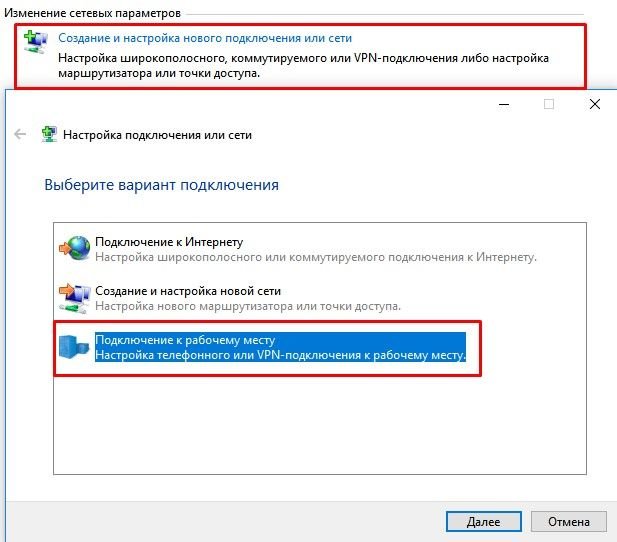 Изменение сетевых параметров
Создание и настройка нового подключения или сети
Настройка широкополосного, коммутируемого или VPN-подключения либо настройка
маршрутизатора или точки доступа.
Настройка подключения или сети
Выберите вариант подключения
Подключение к Интернету
Настройка широкополосного или коммутируемого подключения к Интернету.
Создание и настройка новой сети
Настройка нового маршрутизатора или точки доступа.
Подключение к рабочему месту
Настройка телефонного или VPN-подключения к рабочему месту.
Далее
Отмена